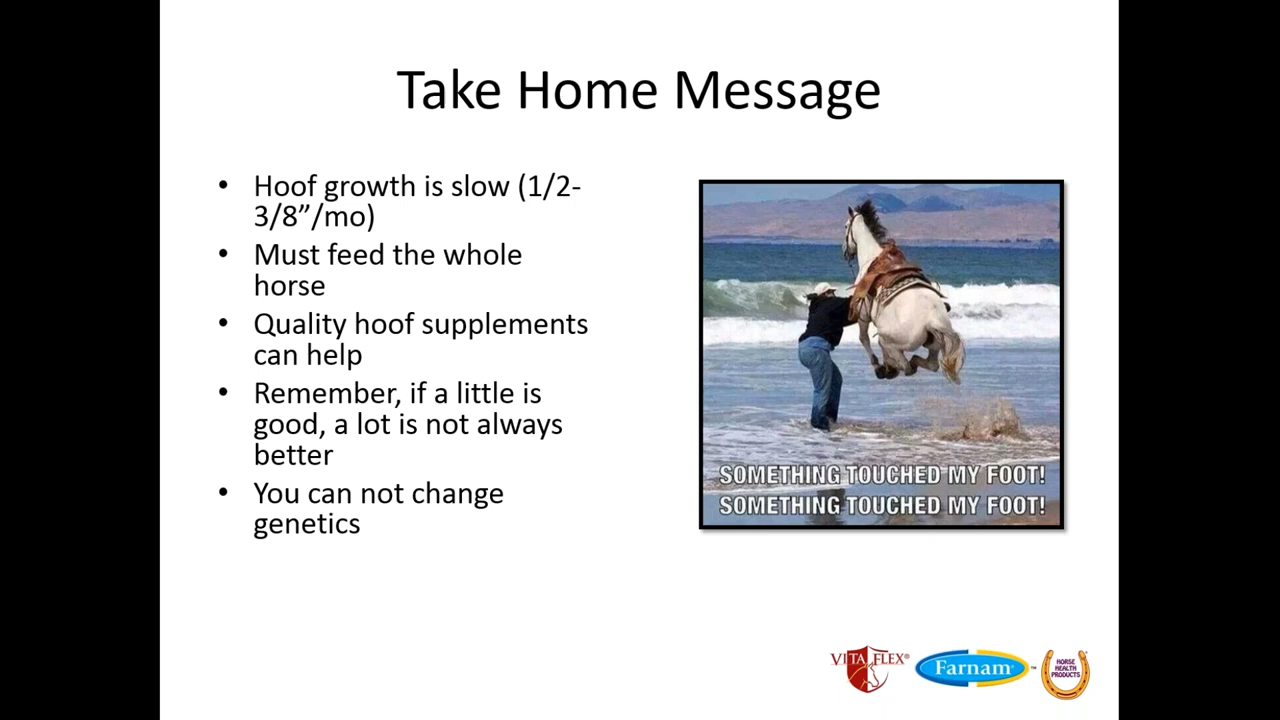 Take Home Message
• Hoof growth is slow (1/2-
3/8”/mo)
• Must feed the whole
horse
• Quality hoof supplements
can help
• Remember, if a little is
good, a lot is not always
better
• You can not change
genetics
SOMETHING TOUCHED MY FOOT!
SOMETHING TOUCHED MY FOOT!
VITA FLEX®
Farnam™
HORSE
HEALTH
PRODUCTS